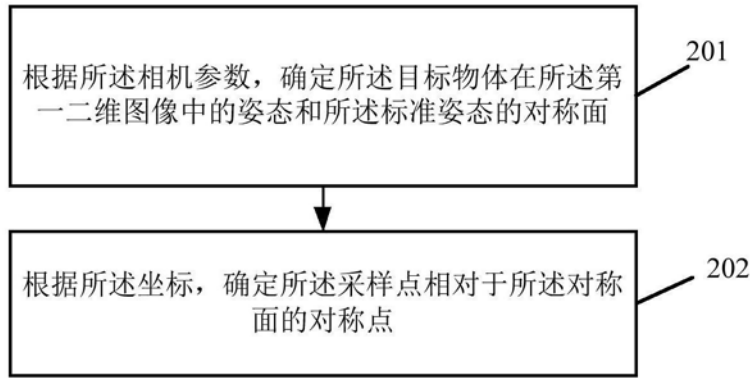 根据所述相机参数，确定所述目标物体在所述第
一二维图像中的姿态和所述标准姿态的对称面
201
根据所述坐标，确定所述采样点相对于所述对称
面的对称点
202